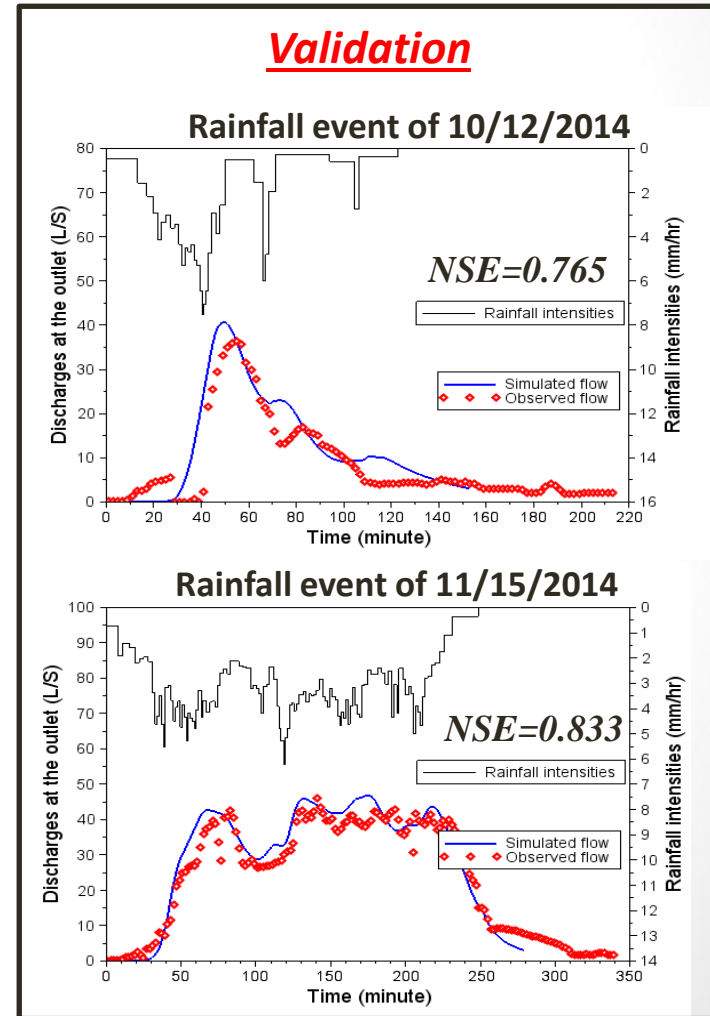 Validation
Rainfall event of 10/12/2014
80 70 60 50 40 30 20 10 0
Discharges at the outlet (L/S)
0 2 4 6 8 10 12 14 16
Rainfall intensities (mm/hr)
NSE=0.765
Rainfall intensities
Simulated flow
Observed flow
0 20 40 60 80 100 120 140 160 180 200 220
Time (minute)
Rainfall event of 11/15/2014
100 90 80 70 60 50 40 30 20 10 0
Discharges at the outlet (L/S)
0 1 2 3 4 5 6 7 8 9 10 11 12 13 14
Rainfall intensities (mm/hr)
NSE=0.833
Rainfall intensities
Simulated flow
Observed flow
0 50 100 150 200 250 300 350
Time (minute)